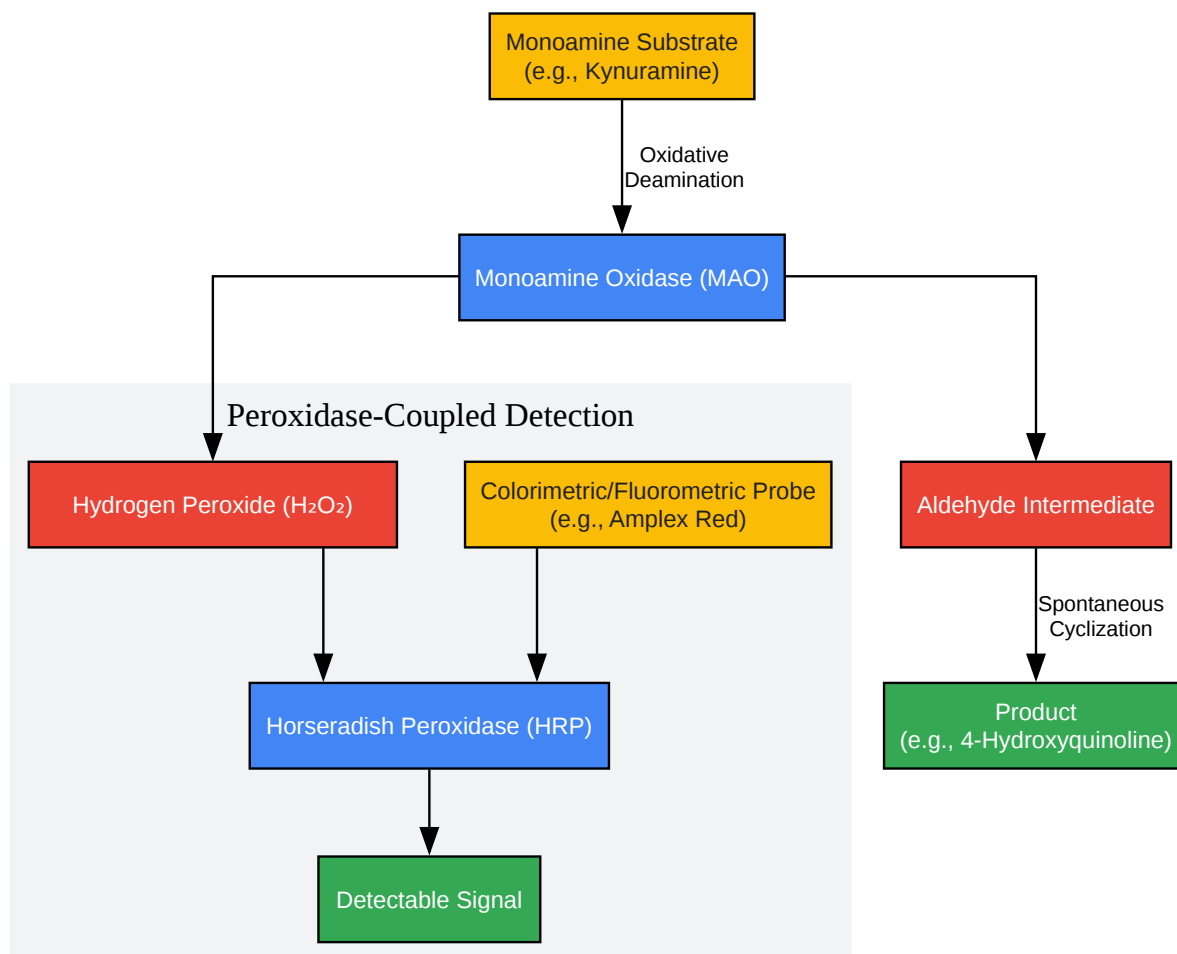 Monoamine Substrate
(e.g., Kynuramine)
Oxidative
Deamination
Monoamine Oxidase (MAO)
Peroxidase-Coupled Detection
Hydrogen Peroxide (H₂O₂)
Colorimetric/Fluorometric Probe
(e.g., Amplex Red)
Aldehyde Intermediate
Spontaneous
Cyclization
Horseradish Peroxidase (HRP)
Product
(e.g., 4-Hydroxyquinoline)
Detectable Signal